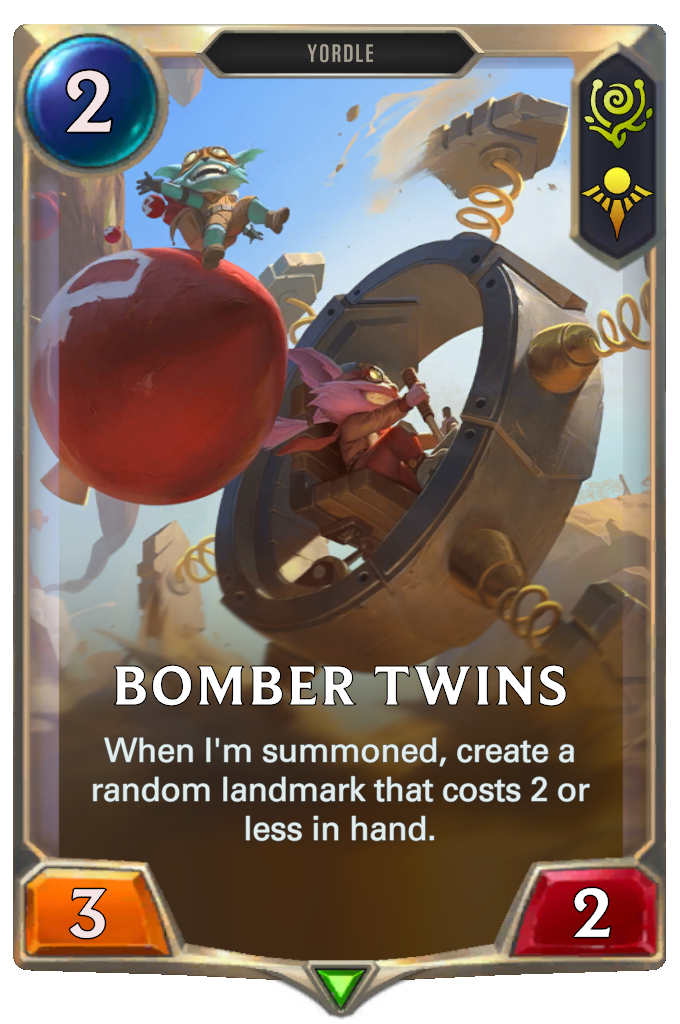 YORDLE
2
BOMBER TWINS
When I'm summoned, create a
random landmark that costs 2 or
less in hand.
3
2